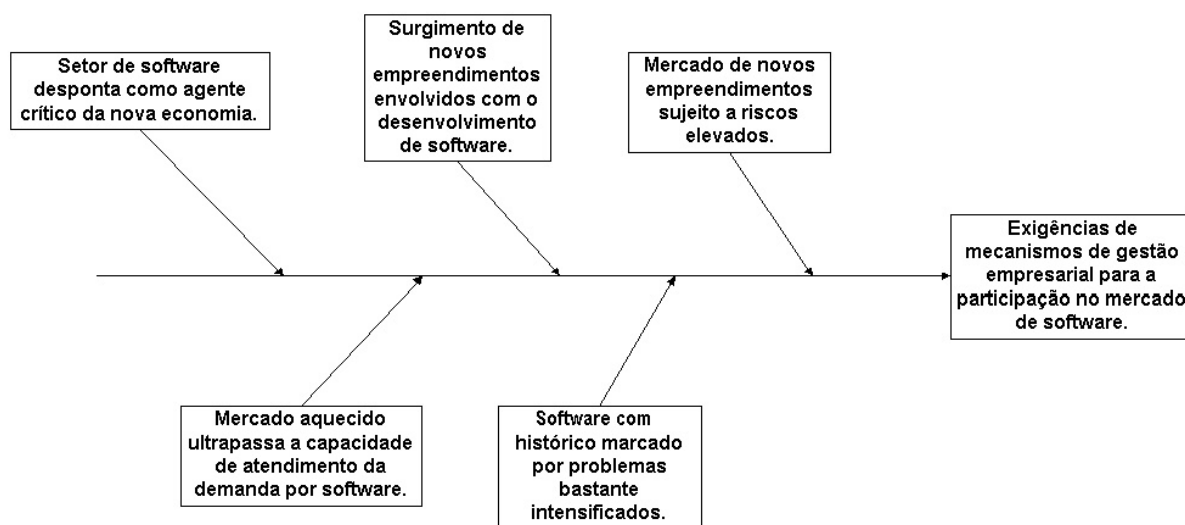 Setor de software
desponta como agente
crítico da nova economia.
Surgimento de
novos
empreendimentos
envolvidos com o
desenvolvimento
de software.
Mercado de novos
empreendimentos
sujeito a riscos
elevados.
Exigências de
mecanismos de gestão
empresarial para a
participação no mercado
de software.
Mercado aquecido
ultrapassa a capacidade
de atendimento da
demanda por software.
Software com
histórico marcado
por problemas
bastante
intensificados.